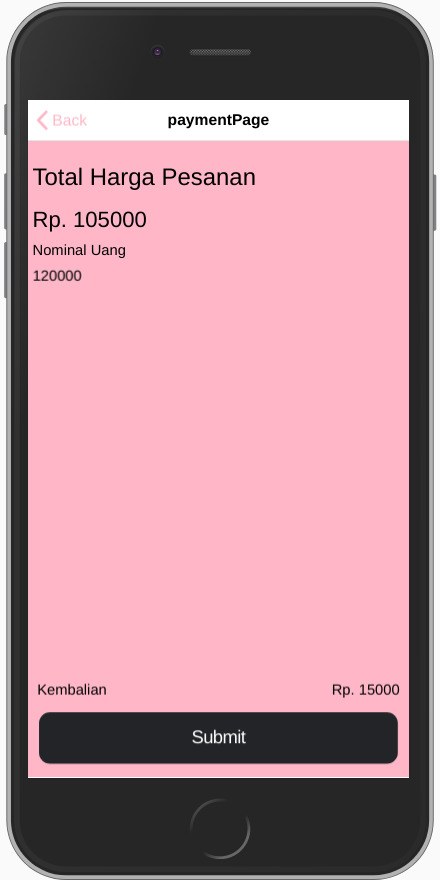 Back
paymentPage
Total Harga Pesanan
Rp. 105000
Nominal Uang
120000
Kembalian
Rp. 15000
Submit